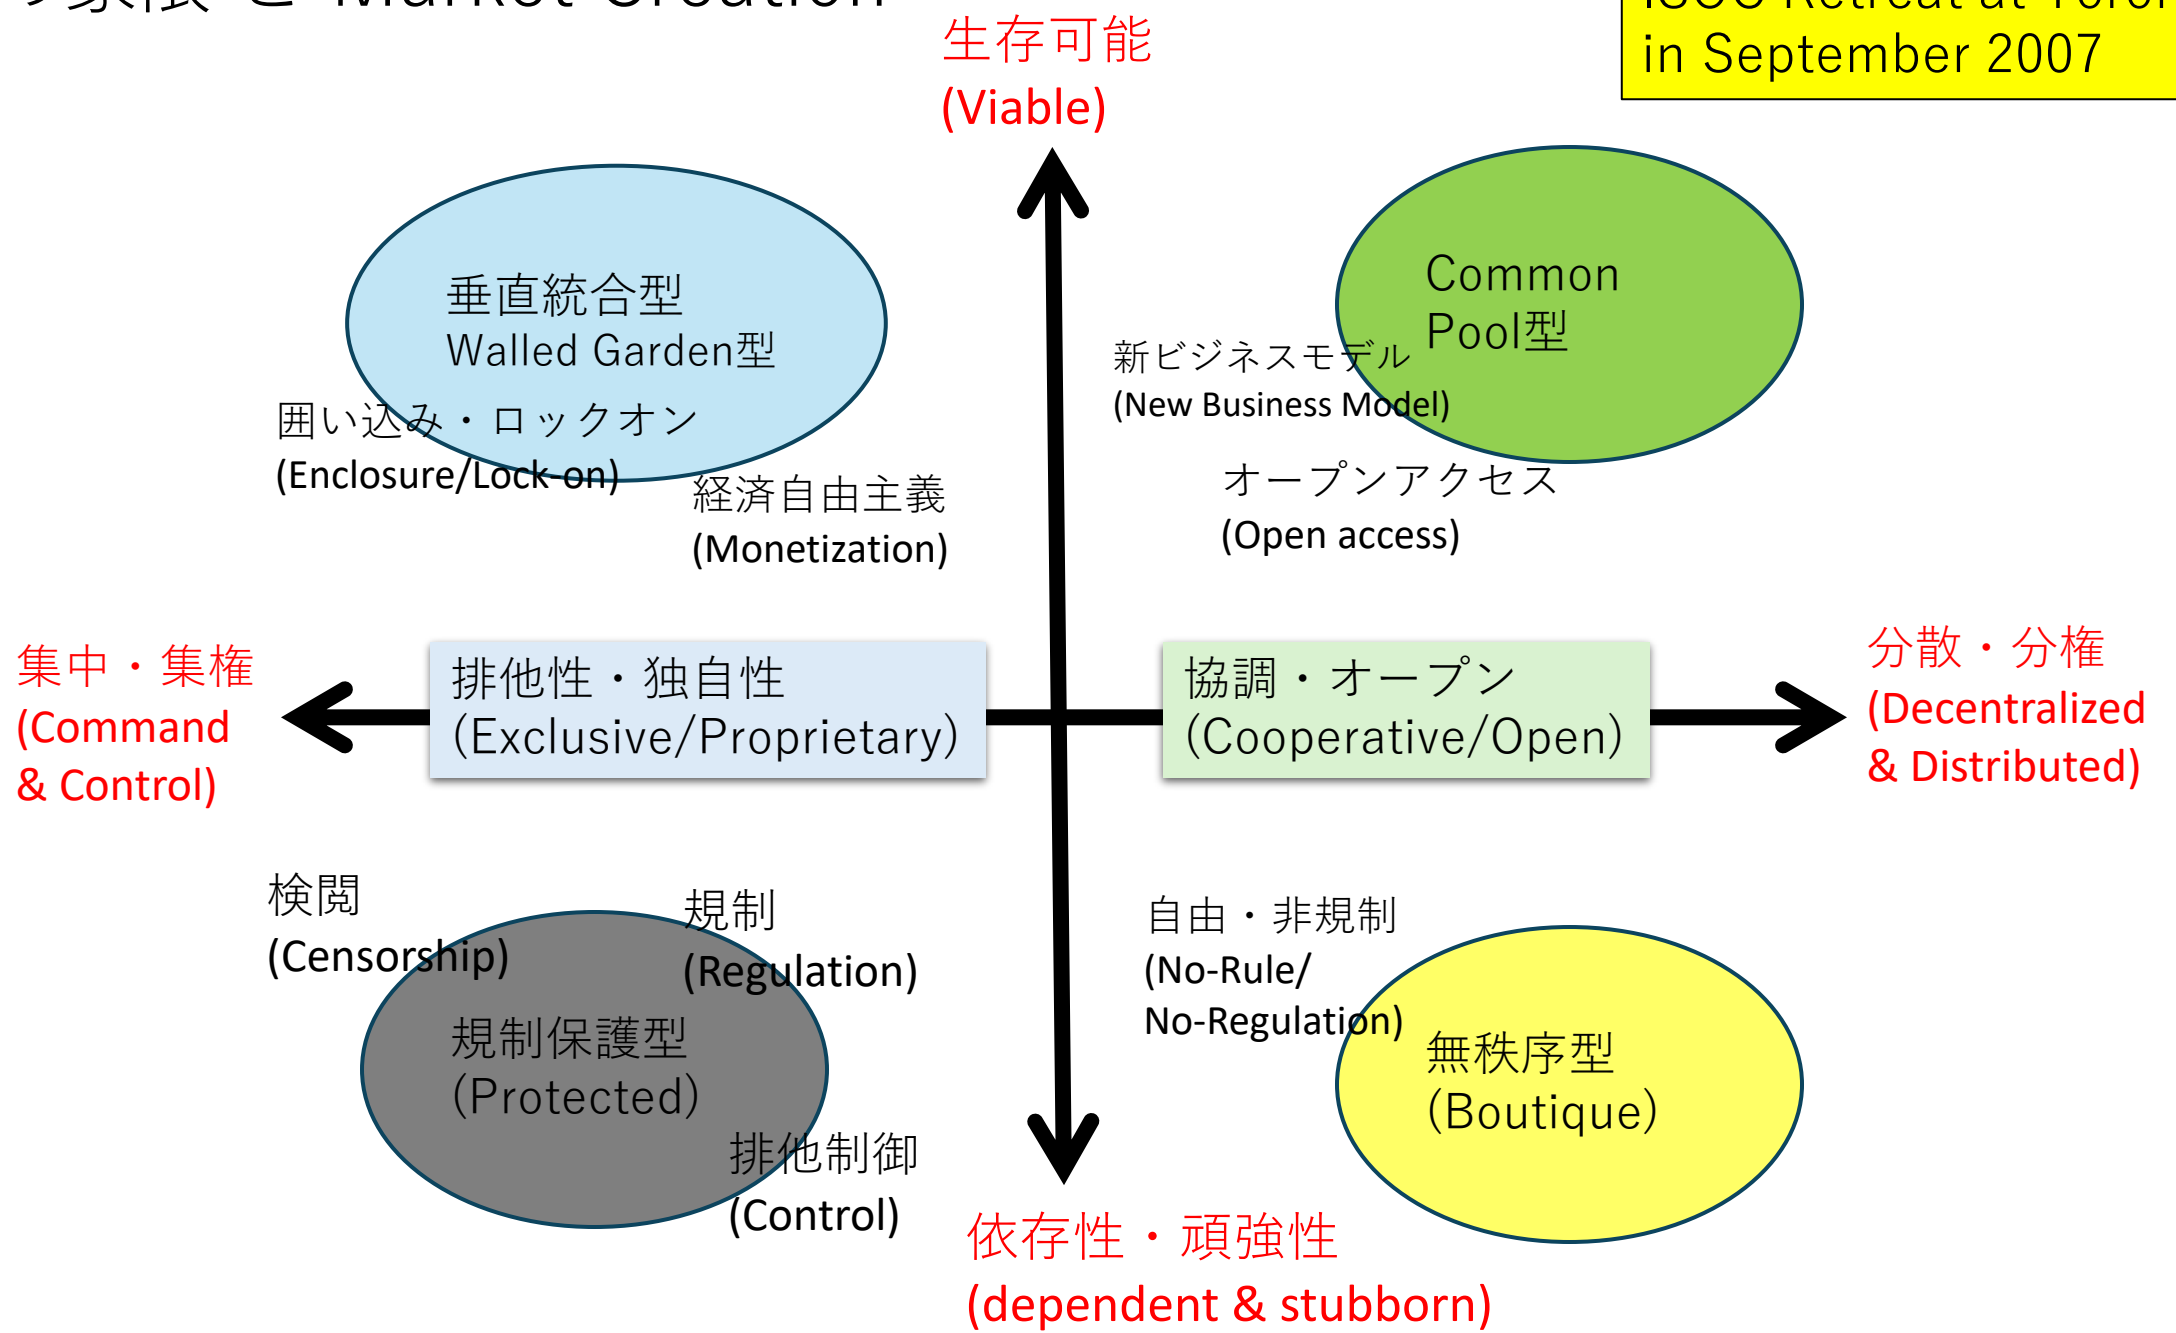 象限 と Market Creation
in September 2007
生存可能
(Viable)
垂直統合型
Walled Garden型
囲い込み・ロックオン
(Enclosure/Lock-on)
経済自由主義
(Monetization)
Common
Pool型
新ビジネスモデル
(New Business Model)
オープンアクセス
(Open access)
集中・集権
(Command
& Control)
排他性・独自性
(Exclusive/Proprietary)
協調・オープン
(Cooperative/Open)
分散・分権
(Decentralized
& Distributed)
検閲
(Censorship)
規制
(Regulation)
規制保護型
(Protected)
排他制御
(Control)
自由・非規制
(No-Rule/
No-Regulation)
無秩序型
(Boutique)
依存性・頑強性
(dependent & stubborn)